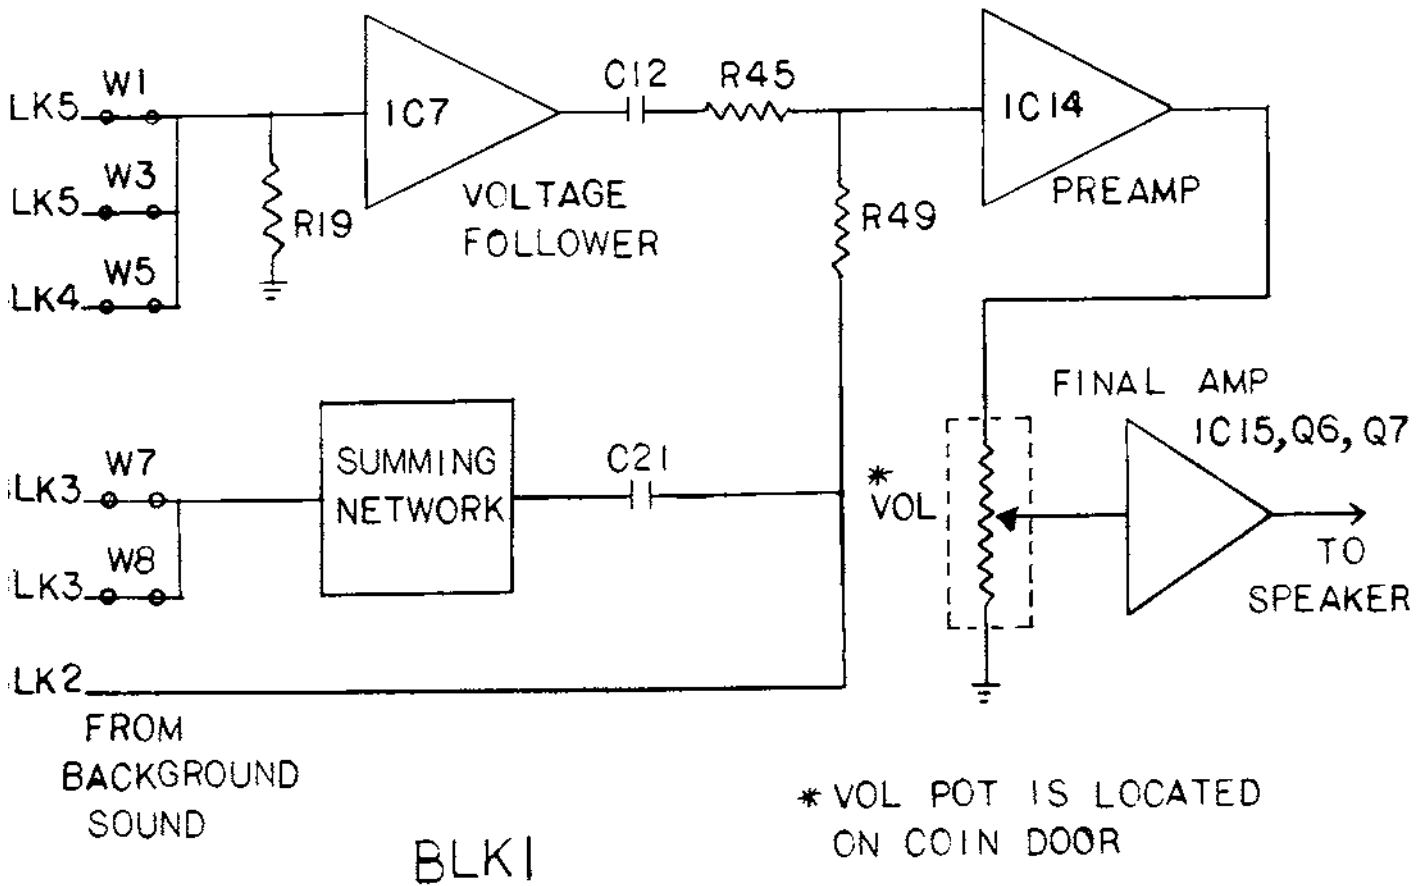 W1
LK5
W3
LK5
W5
LK4
R19
IC7
VOLTAGE
FOLLOWER
C12
R45
R49
IC14
PREAMP
W7
LK3
W8
LK3
SUMMING
NETWORK
C21
LK2
FROM
BACKGROUND
SOUND
*
VOL
FINAL AMP
IC15, Q6, Q7
TO
SPEAKER
* VOL POT IS LOCATED
ON COIN DOOR
BLK1